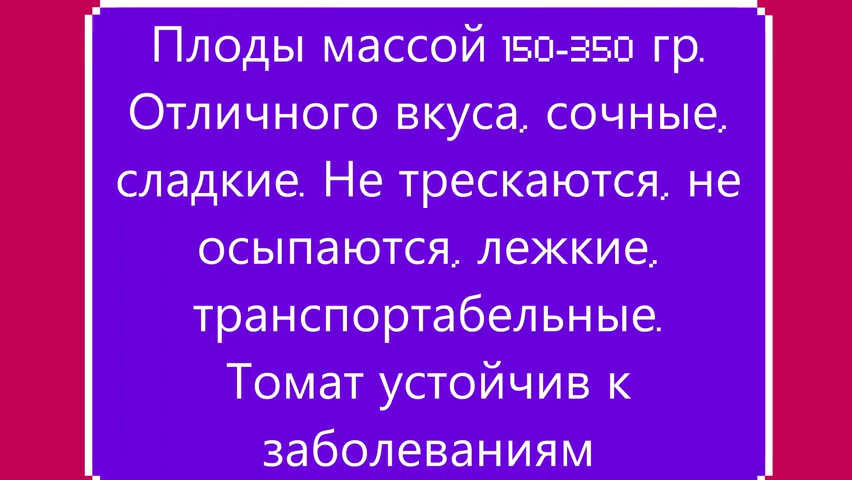 Плоды массой 150-350 гр.
Отличного вкуса, сочные,
сладкие. Не трескаются, не
осыпаются, лежкие,
транспортабельные.
Томат устойчив к
заболеваниям